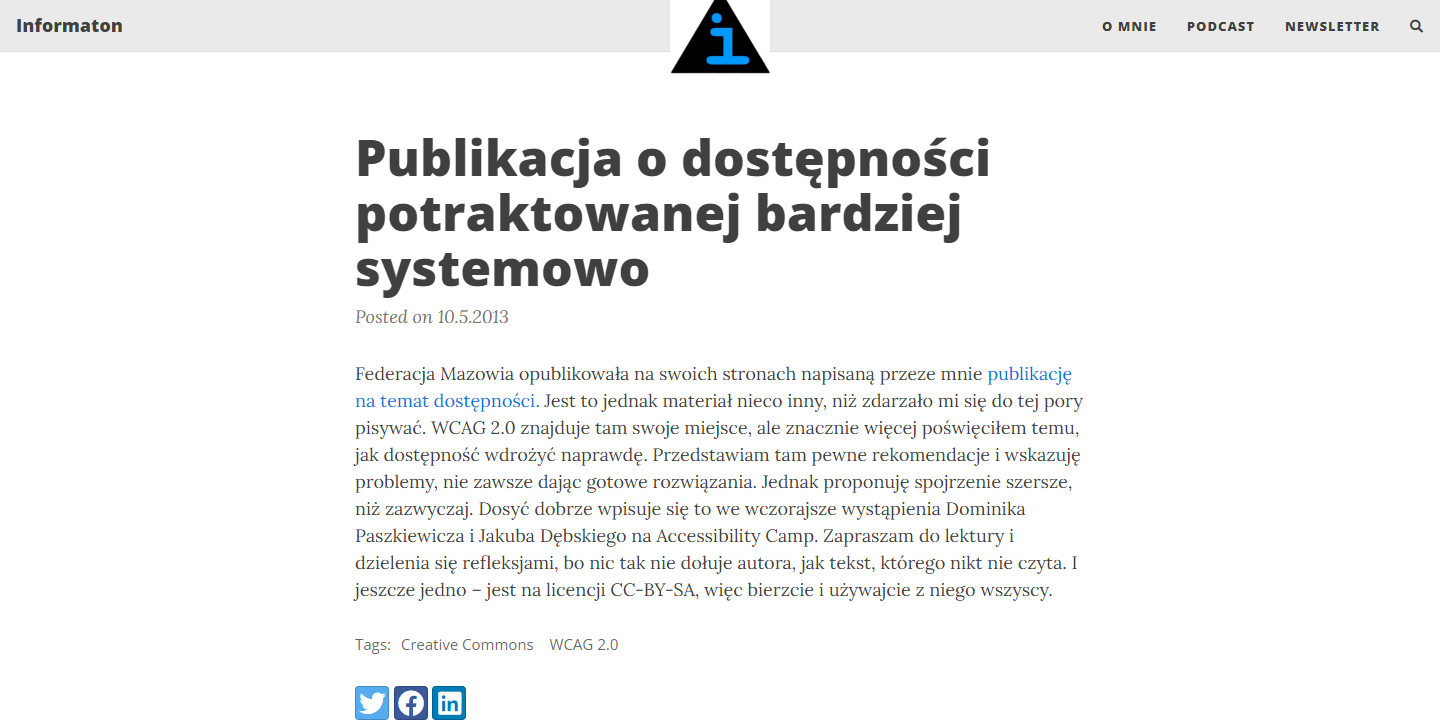 Informaton
i
O MNIE
PODCAST
NEWSLETTER
Publikacja o dostępności
potraktowanej bardziej
systemowo
Posted on 10.5.2013
Federacja Mazowia opublikowała na swoich stronach napisaną przeze mnie publikację
na temat dostępności. Jest to jednak materiał nieco inny, niż zdarzało mi się do tej pory
pisywać. WCAG 2.0 znajduje tam swoje miejsce, ale znacznie więcej poświęciłem temu,
jak dostępność wdrożyć naprawdę. Przedstawiam tam pewne rekomendacje i wskazuję
problemy, nie zawsze dając gotowe rozwiązania. Jednak proponuję spojrzenie szersze,
niż zazwyczaj. Dosyć dobrze wpisuje się to we wczorajsze wystąpienia Dominika
Paszkiewicza i Jakuba Dębskiego na Accessibility Camp. Zapraszam do lektury i
dzielenia się refleksjami, bo nic tak nie dołuje autora, jak tekst, którego nikt nie czyta. I
jeszcze jedno – jest na licencji CC-BY-SA, więc bierzcie i używajcie z niego wszyscy.
Tags: Creative Commons WCAG 2.0